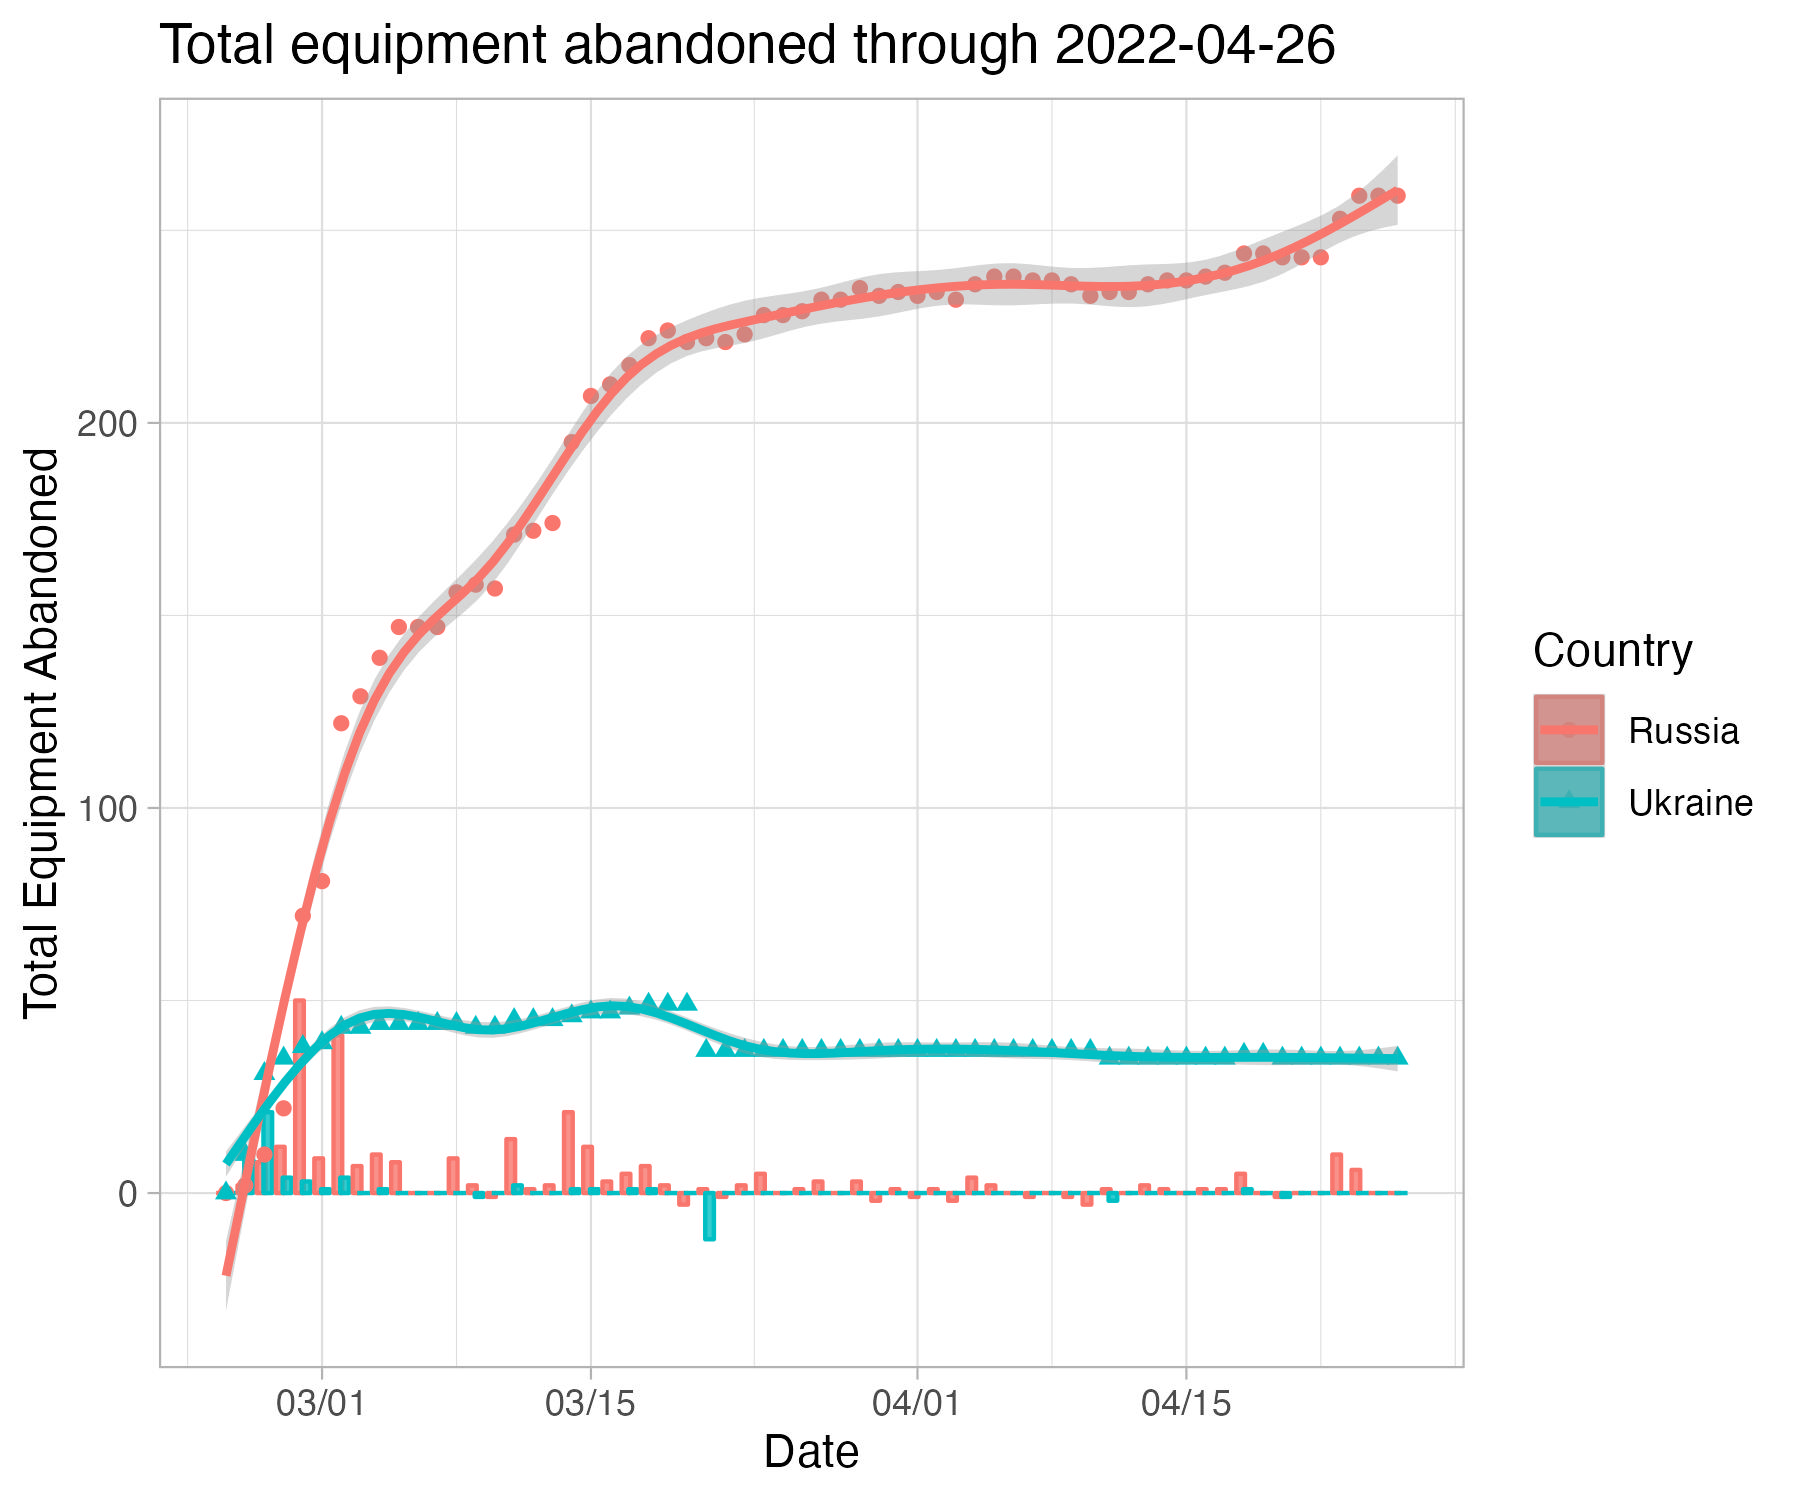 Total equipment abandoned through 2022-04-26
Total Equipment Abandoned
200
100
0
03/01
03/15
04/01
04/15
Date
Country
Russia
Ukraine